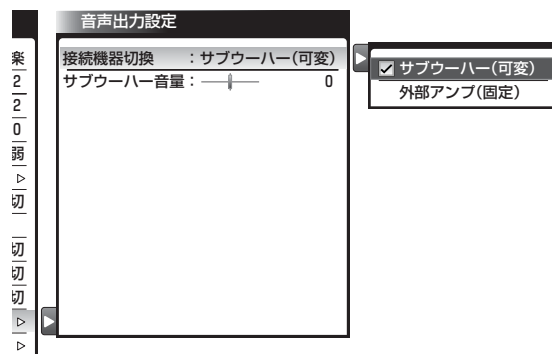 楽
2
2
0
弱
切
切
切
切
音声出力設定
接続機器切換 :サブウーハー(可変)
サブウーハー音量: 0
サブウーハー(可変)
外部アンプ(固定)